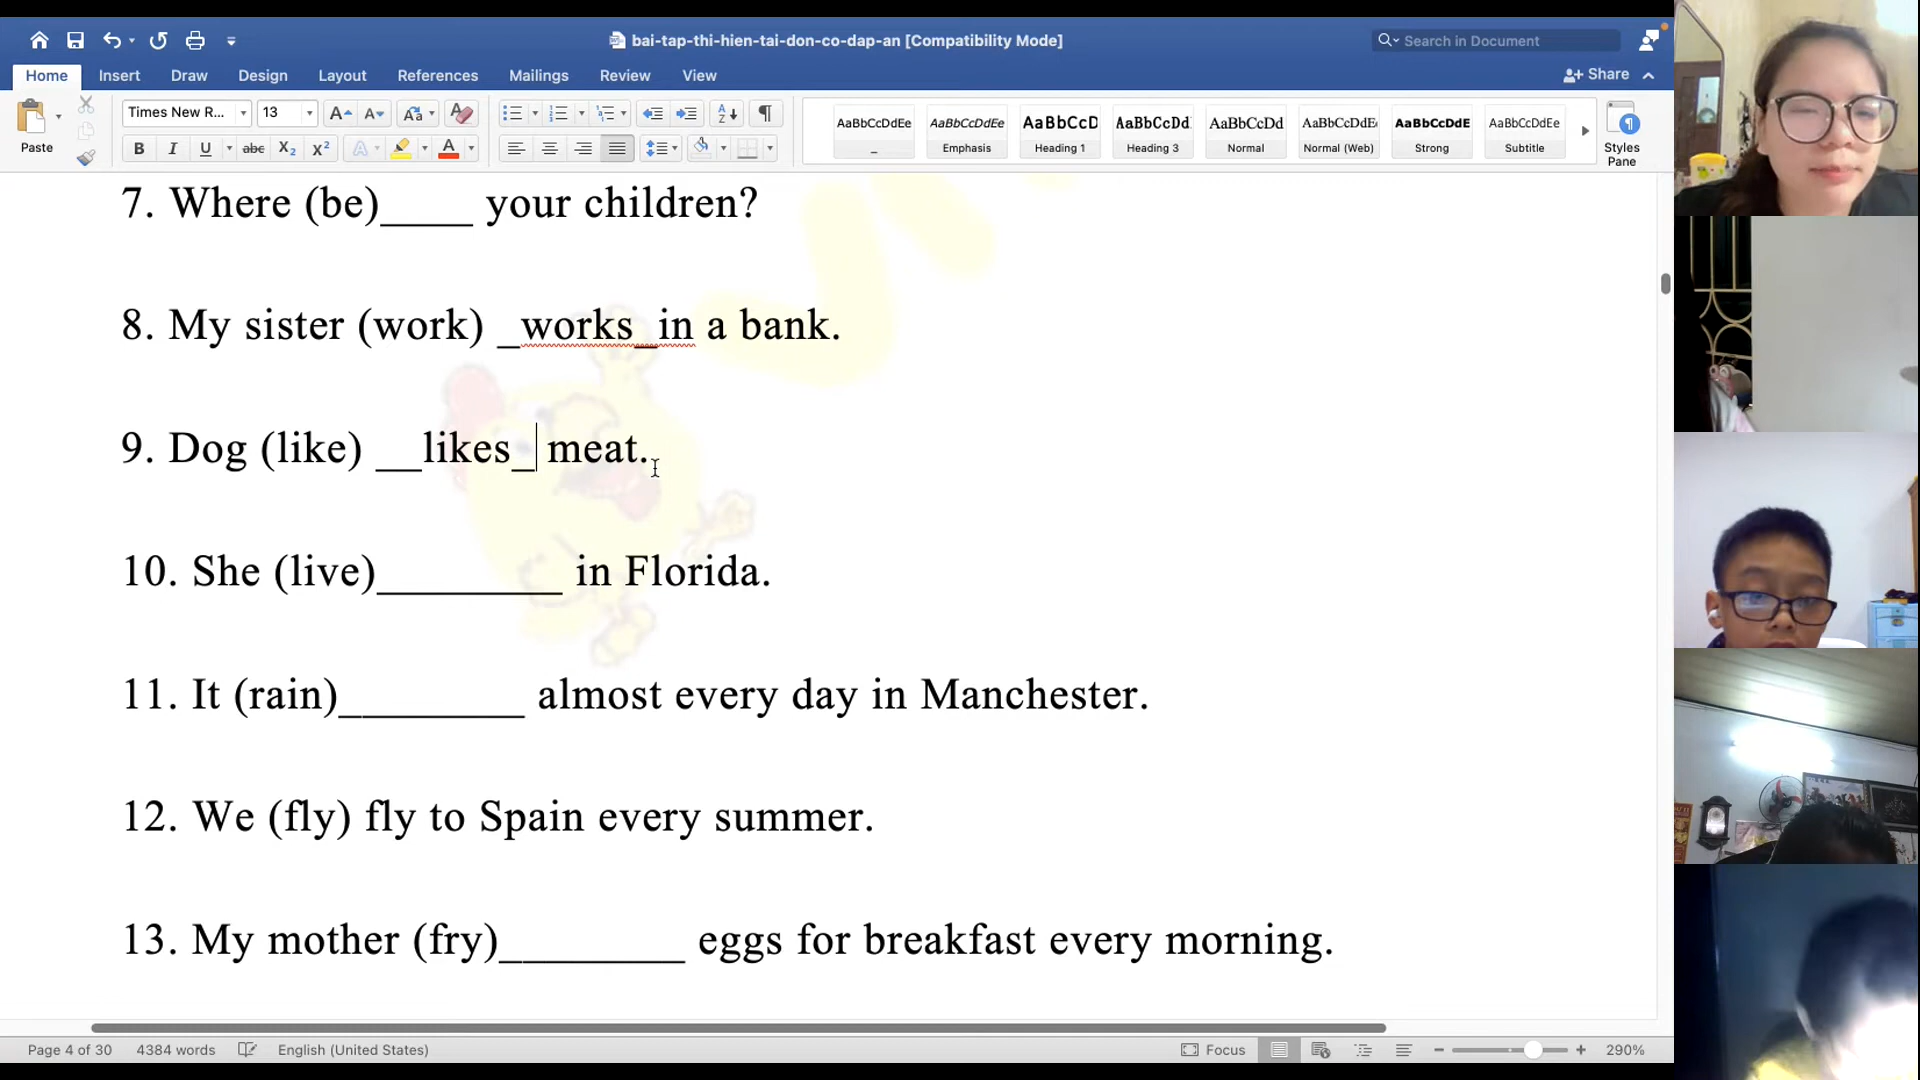 bai-tap-thi-hien-tai-don-co-dap-an [Compatibility Mode]
Search in Document
Home Insert Draw Design Layout References Mailings Review View
Share
Paste
Times New R... 13
AaBbCcDdEe AaBbCcDdEe AaBbCcD AaBbCcDd AaBbCcDd AaBbCcDdE AaBbCcDdE AaBbCcDdEe
_ Emphasis Heading 1 Heading 3 Normal Normal (Web) Strong Subtitle
Styles
Pane
7. Where (be)____ your children?
8. My sister (work) _works_in a bank.
9. Dog (like) __likes_ meat.
10. She (live)________ in Florida.
11. It (rain)________ almost every day in Manchester.
12. We (fly) fly to Spain every summer.
13. My mother (fry)________ eggs for breakfast every morning.
Page 4 of 30 4384 words English (United States) Focus 290%